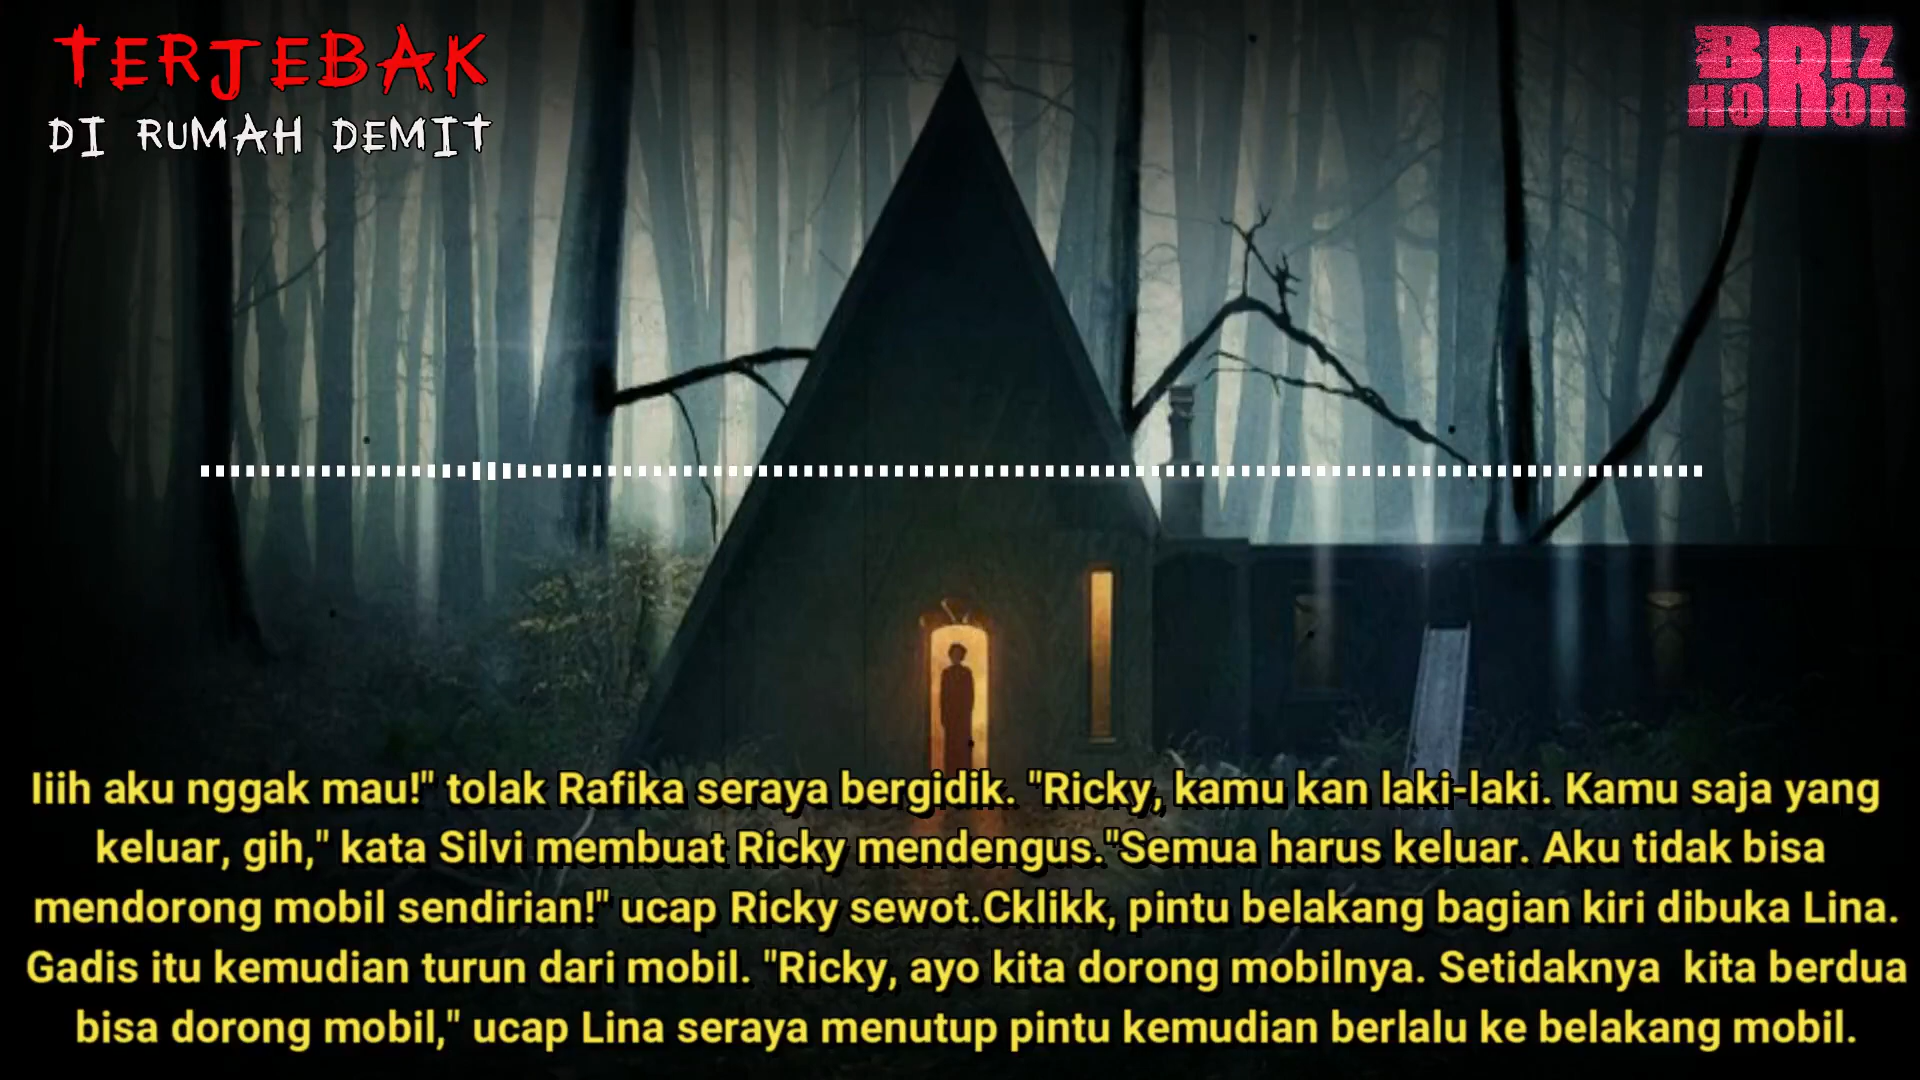 TERJEBAK
DI RUMAH DEMIT
BRIZ
HOROR
Iiih aku nggak mau!" tolak Rafika seraya bergidik. "Ricky, kamu kan laki-laki. Kamu saja yang
keluar, gih," kata Silvi membuat Ricky mendengus."Semua harus keluar. Aku tidak bisa
mendorong mobil sendirian!" ucap Ricky sewot.Cklikk, pintu belakang bagian kiri dibuka Lina.
Gadis itu kemudian turun dari mobil. "Ricky, ayo kita dorong mobilnya. Setidaknya  kita berdua
bisa dorong mobil," ucap Lina seraya menutup pintu kemudian berlalu ke belakang mobil.